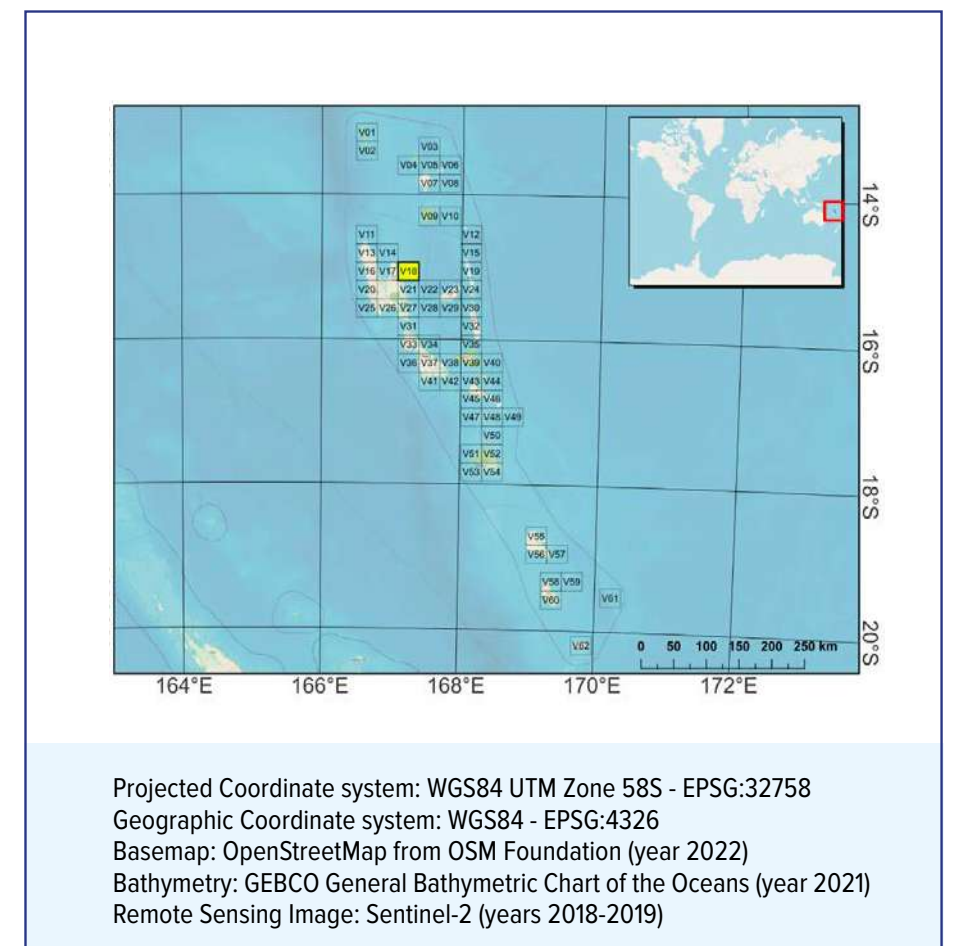 V01
V02
V03
V04 V05 V06
V07 V08
V09 V10
V11 V12
V13 V14 V15
V16 V17 V18 V19
V20 V21 V22 V23 V24
V25 V26 V27 V28 V29 V30
V31 V32
V33 V34 V35
V36 V37 V38 V39 V40
V41 V42 V43 V44
V45 V46
V47 V48 V49
V50
V51 V52
V53 V54
V55
V56 V57
V58 V59
V60 V61
V62
14°S
16°S
18°S
20°S
0 50 100 150 200 250 km
164°E 166°E 168°E 170°E 172°E
Projected Coordinate system: WGS84 UTM Zone 58S - EPSG:32758
Geographic Coordinate system: WGS84 - EPSG:4326
Basemap: OpenStreetMap from OSM Foundation (year 2022)
Bathymetry: GEBCO General Bathymetric Chart of the Oceans (year 2021)
Remote Sensing Image: Sentinel-2 (years 2018-2019)